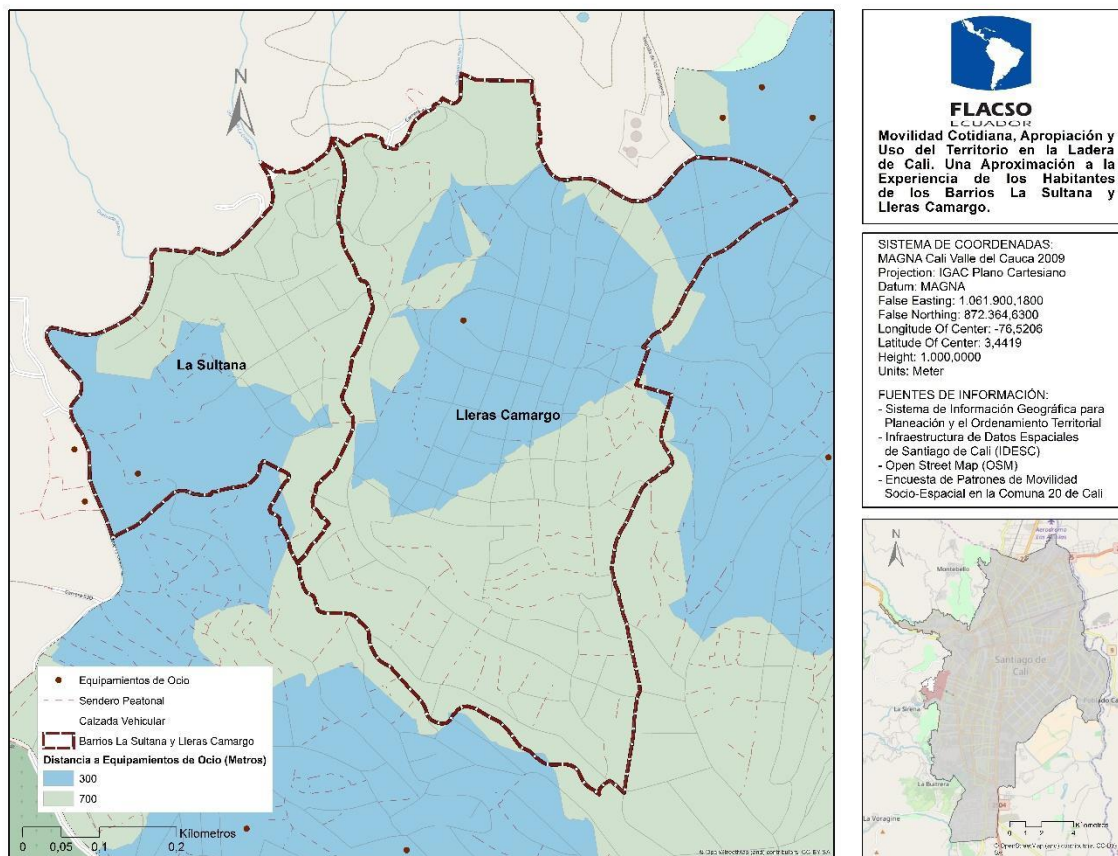 N
La Sultana
Lleras Camargo
Equipamientos de Ocio
Sendero Peatonal
Calzada Vehicular
Barrios La Sultana y Lleras Camargo
Distancia a Equipamientos de Ocio (Metros)
300
700
0 0,05 0,1 0,2
Kilometros
FLACSO
ECUADOR
Movilidad Cotidiana, Apropiación y
Uso del Territorio en la Ladera
de Cali. Una Aproximación a la
Experiencia de los Habitantes
de los Barrios La Sultana y
Lleras Camargo.
SISTEMA DE COORDENADAS:
MAGNA Cali Valle del Cauca 2009
Projection: IGAC Plano Cartesiano
Datum: MAGNA
False Easting: 1.061.900,1800
False Northing: 872.364,6300
Longitude Of Center: -76,5206
Latitude Of Center: 3,4419
Height: 1.000,0000
Units: Meter
FUENTES DE INFORMACIÓN:
- Sistema de Información Geográfica para
Planeación y el Ordenamiento Territorial
- Infraestructura de Datos Espaciales
de Santiago de Cali (IDESC)
- Open Street Map (OSM)
- Encuesta de Patrones de Movilidad
Socio-Espacial en la Comuna 20 de Cali
N
Montebello
Santiago de
Cali
La Sirena
La Buitrera
La Voragine
0 2 4